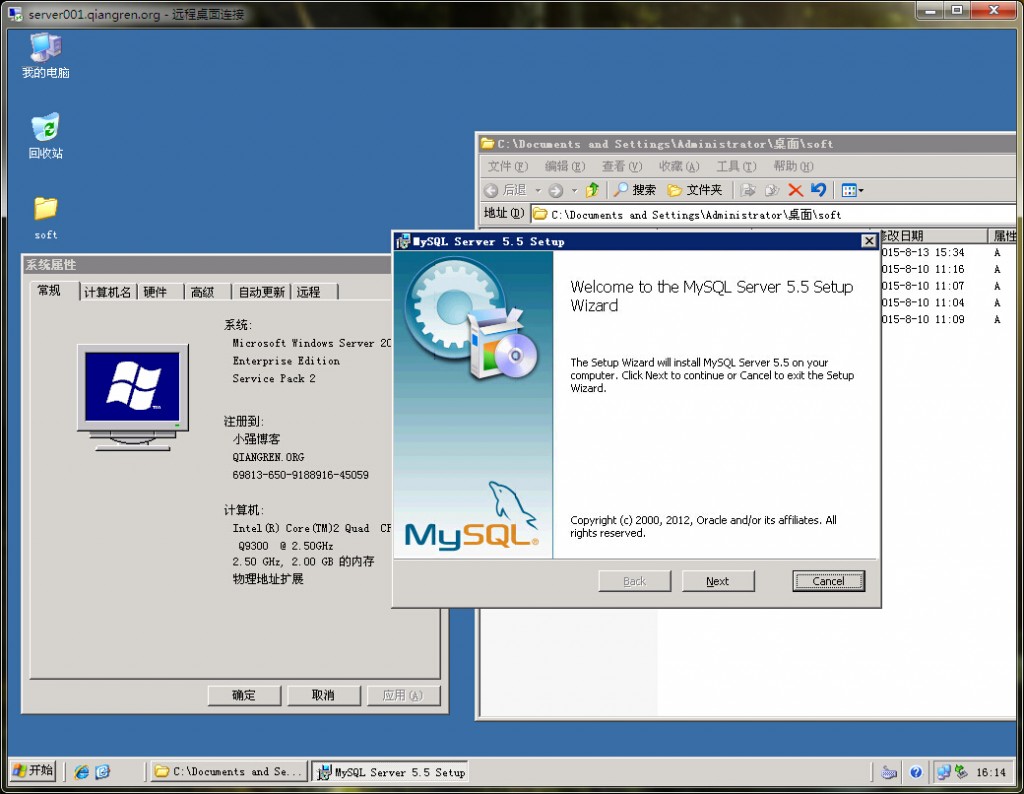 server001.qiangren.org - 远程桌面连接
我的电脑
回收站
soft
C:\Documents and Settings\Administrator\桌面\soft
文件(F) 编辑(E) 查看(V) 收藏(A) 工具(T) 帮助(H)
后退 搜索 文件夹
地址(D) C:\Documents and Settings\Administrator\桌面\soft
修改日期 属性
015-8-13 15:34 A
015-8-10 11:16 A
015-8-10 11:07 A
015-8-10 11:04 A
015-8-10 11:09 A
系统属性
常规 计算机名 硬件 高级 自动更新 远程
系统:
Microsoft Windows Server 20
Enterprise Edition
Service Pack 2
注册到:
小强博客
QIANGREN.ORG
69813-650-9188916-45059
计算机:
Intel(R) Core(TM)2 Quad CP
Q9300 @ 2.50GHz
2.50 GHz, 2.00 GB 的内存
物理地址扩展
确定 取消 应用(A)
MySQL Server 5.5 Setup
Welcome to the MySQL Server 5.5 Setup
Wizard
The Setup Wizard will install MySQL Server 5.5 on your
computer. Click Next to continue or Cancel to exit the Setup
Wizard.
MySQL®
Copyright (c) 2000, 2012, Oracle and/or its affiliates. All
rights reserved.
Back Next Cancel
开始 C:\Documents and Se... MySQL Server 5.5 Setup 16:14